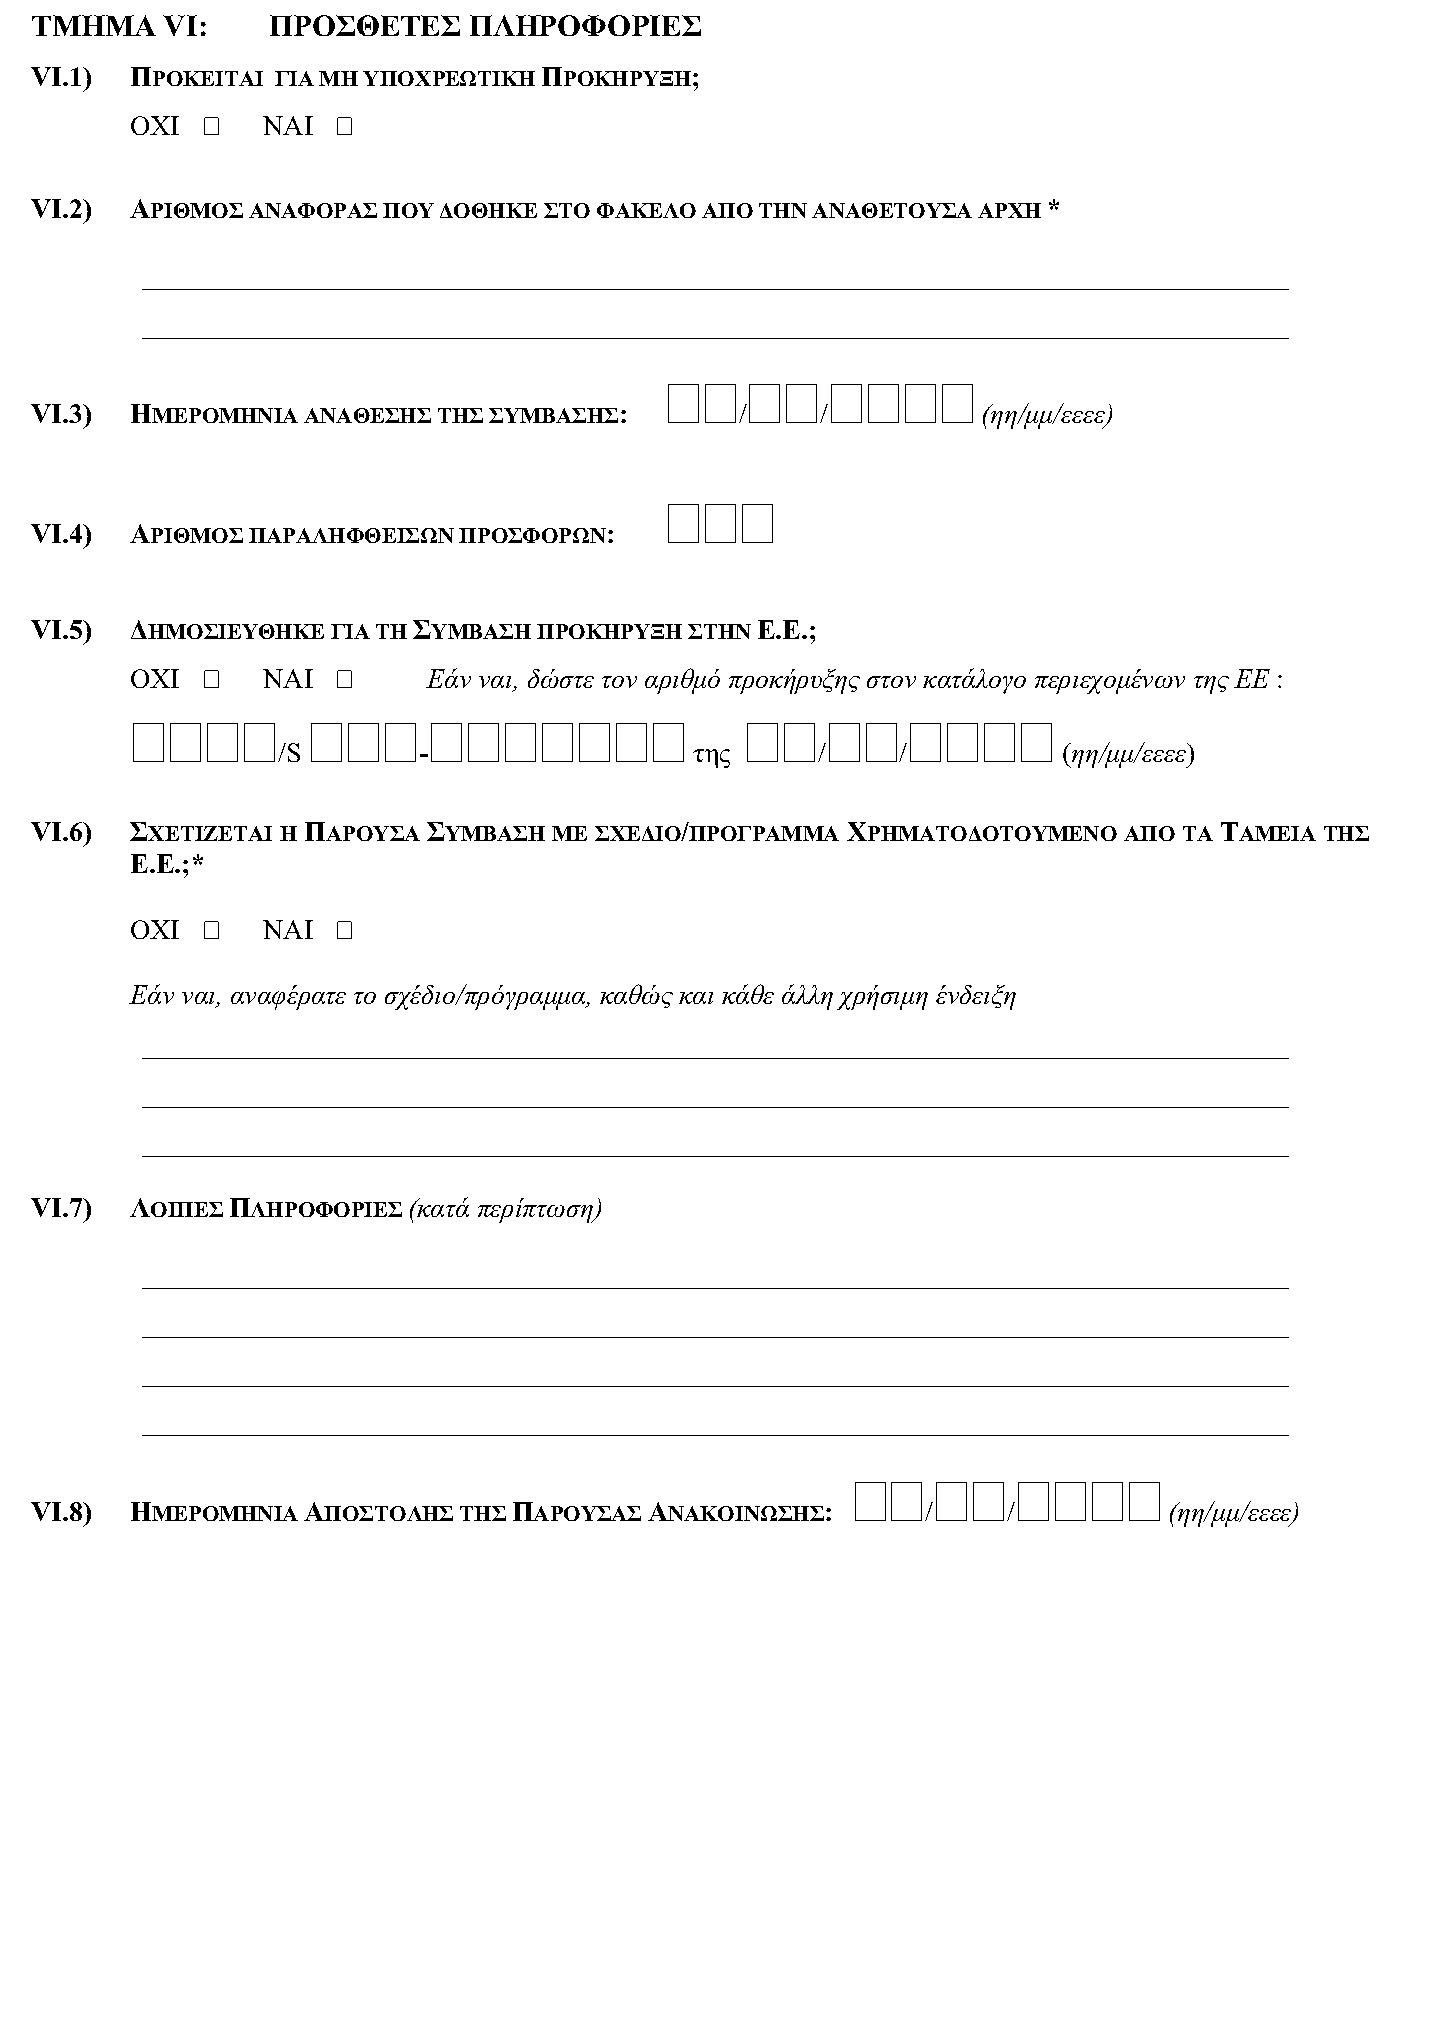 ΤΜΗΜΑ VI: ΠΡΟΣΘΕΤΕΣ ΠΛΗΡΟΦΟΡΙΕΣ
VI.1) ΠΡΟΚΕΙΤΑΙ ΓΙΑ ΜΗ ΥΠΟΧΡΕΩΤΙΚΗ ΠΡΟΚΗΡΥΞΗ;
ΟΧΙ □ ΝΑΙ □
VI.2) ΑΡΙΘΜΟΣ ΑΝΑΦΟΡΑΣ ΠΟΥ ΔΟΘΗΚΕ ΣΤΟ ΦΑΚΕΛΟ ΑΠΟ ΤΗΝ ΑΝΑΘΕΤΟΥΣΑ ΑΡΧΗ *
VI.3) ΗΜΕΡΟΜΗΝΙΑ ΑΝΑΘΕΣΗΣ ΤΗΣ ΣΥΜΒΑΣΗΣ: □□/□□/□□□□ (ηη/μμ/εεεε)
VI.4) ΑΡΙΘΜΟΣ ΠΑΡΑΛΗΦΘΕΙΣΩΝ ΠΡΟΣΦΟΡΩΝ: □□□
VI.5) ΔΗΜΟΣΙΕΥΘΗΚΕ ΓΙΑ ΤΗ ΣΥΜΒΑΣΗ ΠΡΟΚΗΡΥΞΗ ΣΤΗΝ Ε.Ε.;
ΟΧΙ □ ΝΑΙ □ Εάν ναι, δώστε τον αριθμό προκήρυξης στον κατάλογο περιεχομένων της ΕΕ :
□□□□/S □□□-□□□□□□□ της □□/□□/□□□□ (ηη/μμ/εεεε)
VI.6) ΣΧΕΤΙΖΕΤΑΙ Η ΠΑΡΟΥΣΑ ΣΥΜΒΑΣΗ ΜΕ ΣΧΕΔΙΟ/ΠΡΟΓΡΑΜΜΑ ΧΡΗΜΑΤΟΔΟΤΟΥΜΕΝΟ ΑΠΟ ΤΑ ΤΑΜΕΙΑ ΤΗΣ
Ε.Ε.;*
ΟΧΙ □ ΝΑΙ □
Εάν ναι, αναφέρατε το σχέδιο/πρόγραμμα, καθώς και κάθε άλλη χρήσιμη ένδειξη
VI.7) ΛΟΙΠΕΣ ΠΛΗΡΟΦΟΡΙΕΣ (κατά περίπτωση)
VI.8) ΗΜΕΡΟΜΗΝΙΑ ΑΠΟΣΤΟΛΗΣ ΤΗΣ ΠΑΡΟΥΣΑΣ ΑΝΑΚΟΙΝΩΣΗΣ: □□/□□/□□□□ (ηη/μμ/εεεε)